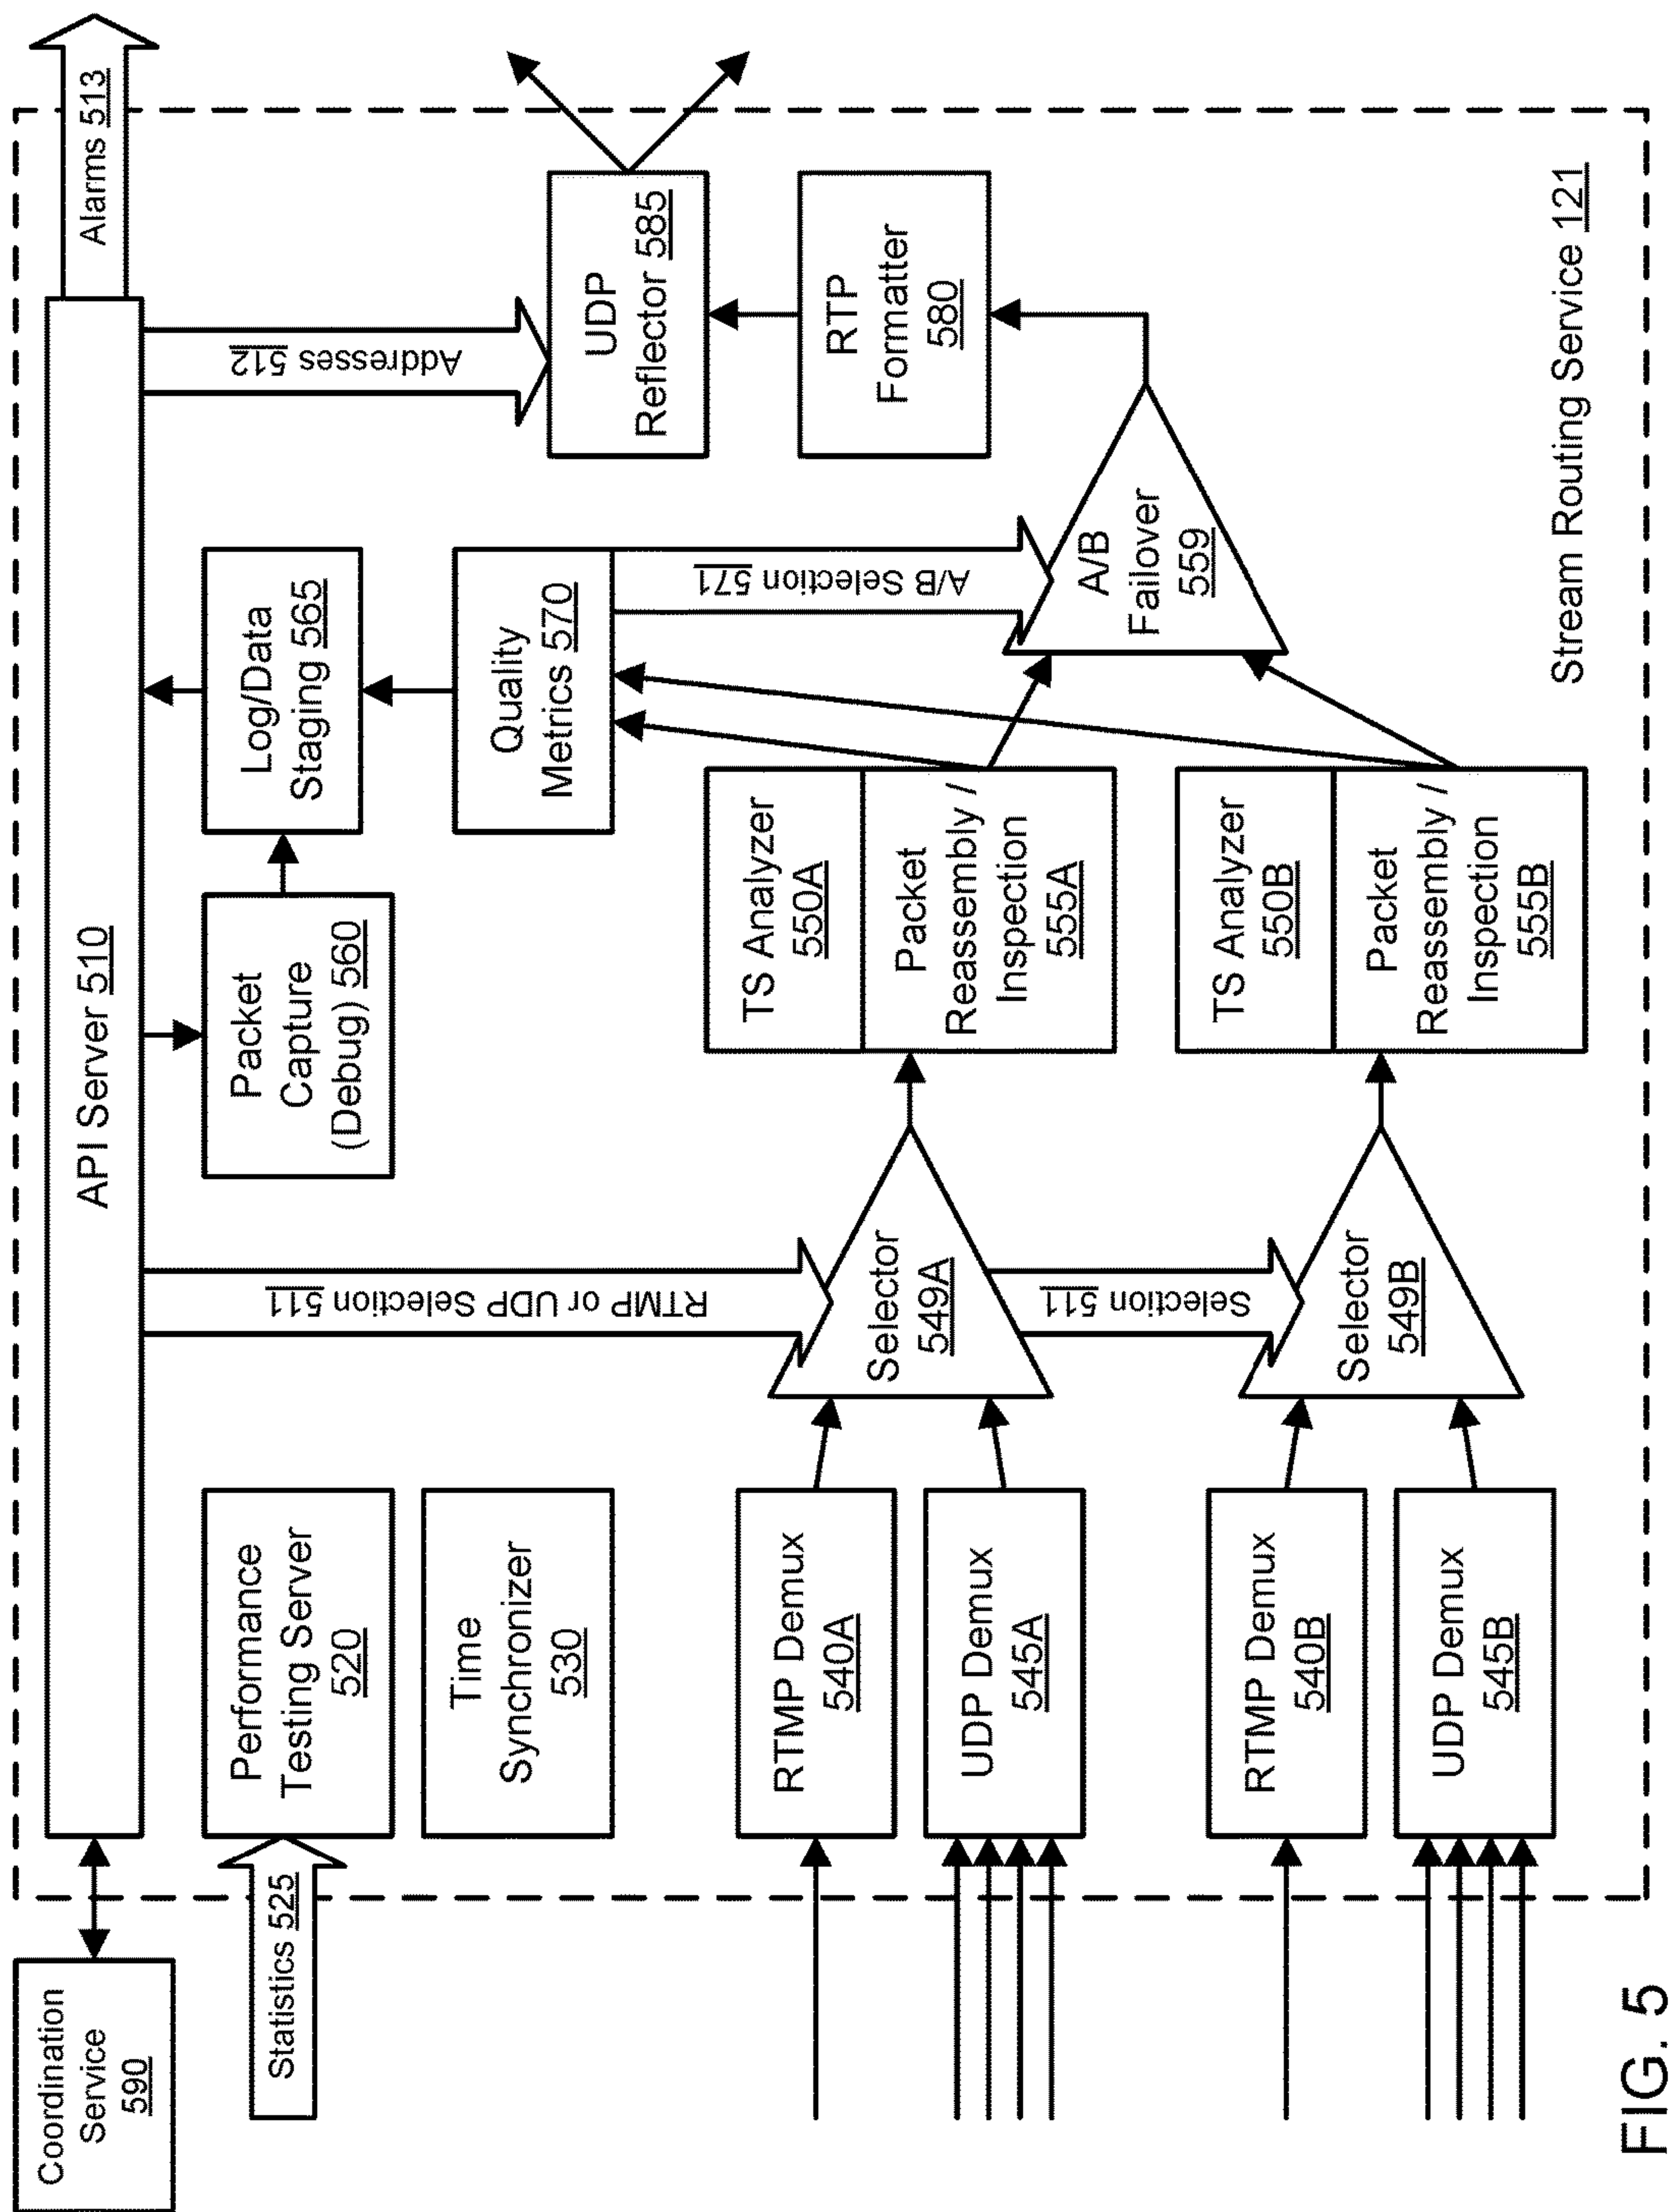 Coordination
Service
590
API Server 510
Alarms 513
Statistics 525
Performance
Testing Server
520
Time
Synchronizer
530
Packet
Capture
(Debug) 560
Log/Data
Staging 565
Quality
Metrics 570
RTMP or UDP Selection 511
Selection 511
A/B Selection 571
Addresses 512
UDP
Reflector 585
RTP
Formatter
580
RTMP Demux
540A
UDP Demux
545A
Selector
549A
TS Analyzer
550A
Packet
Reassembly /
Inspection
555A
A/B
Failover
559
RTMP Demux
540B
UDP Demux
545B
Selector
549B
TS Analyzer
550B
Packet
Reassembly /
Inspection
555B
Stream Routing Service 121
FIG. 5